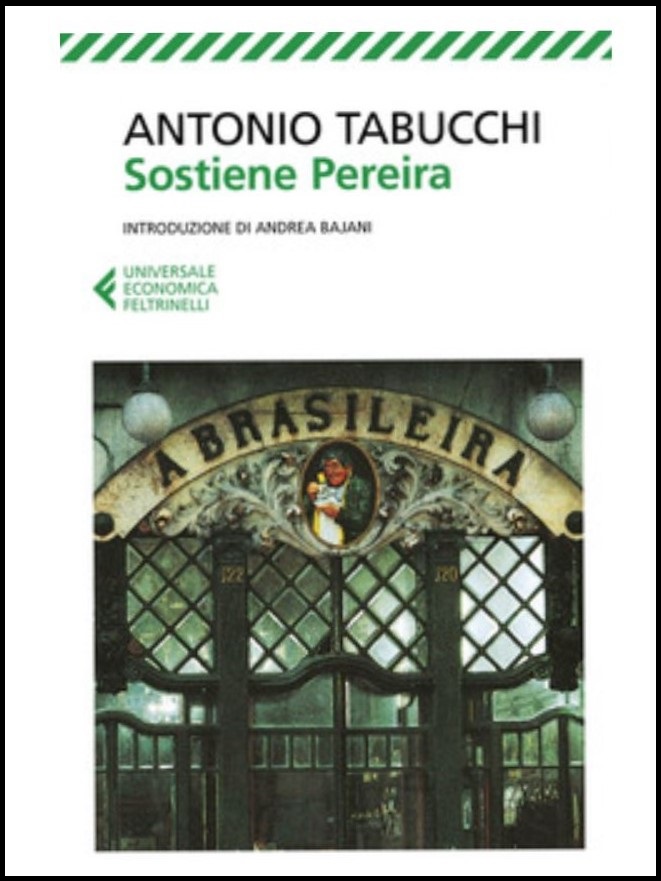 ANTONIO TABUCCHI
Sostiene Pereira
INTRODUZIONE DI ANDREA BAJANI
UNIVERSALE
ECONOMICA
FELTRINELLI
A BRASILEIRA
122
120